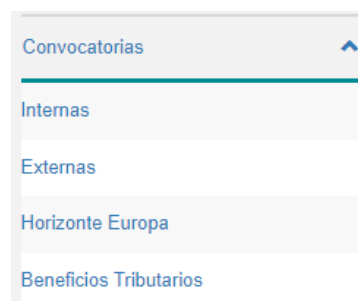 Convocatorias
Internas
Externas
Horizonte Europa
Beneficios Tributarios